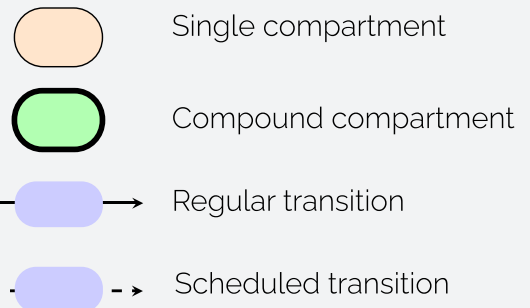 Single compartment
Compound compartment
Regular transition
Scheduled transition